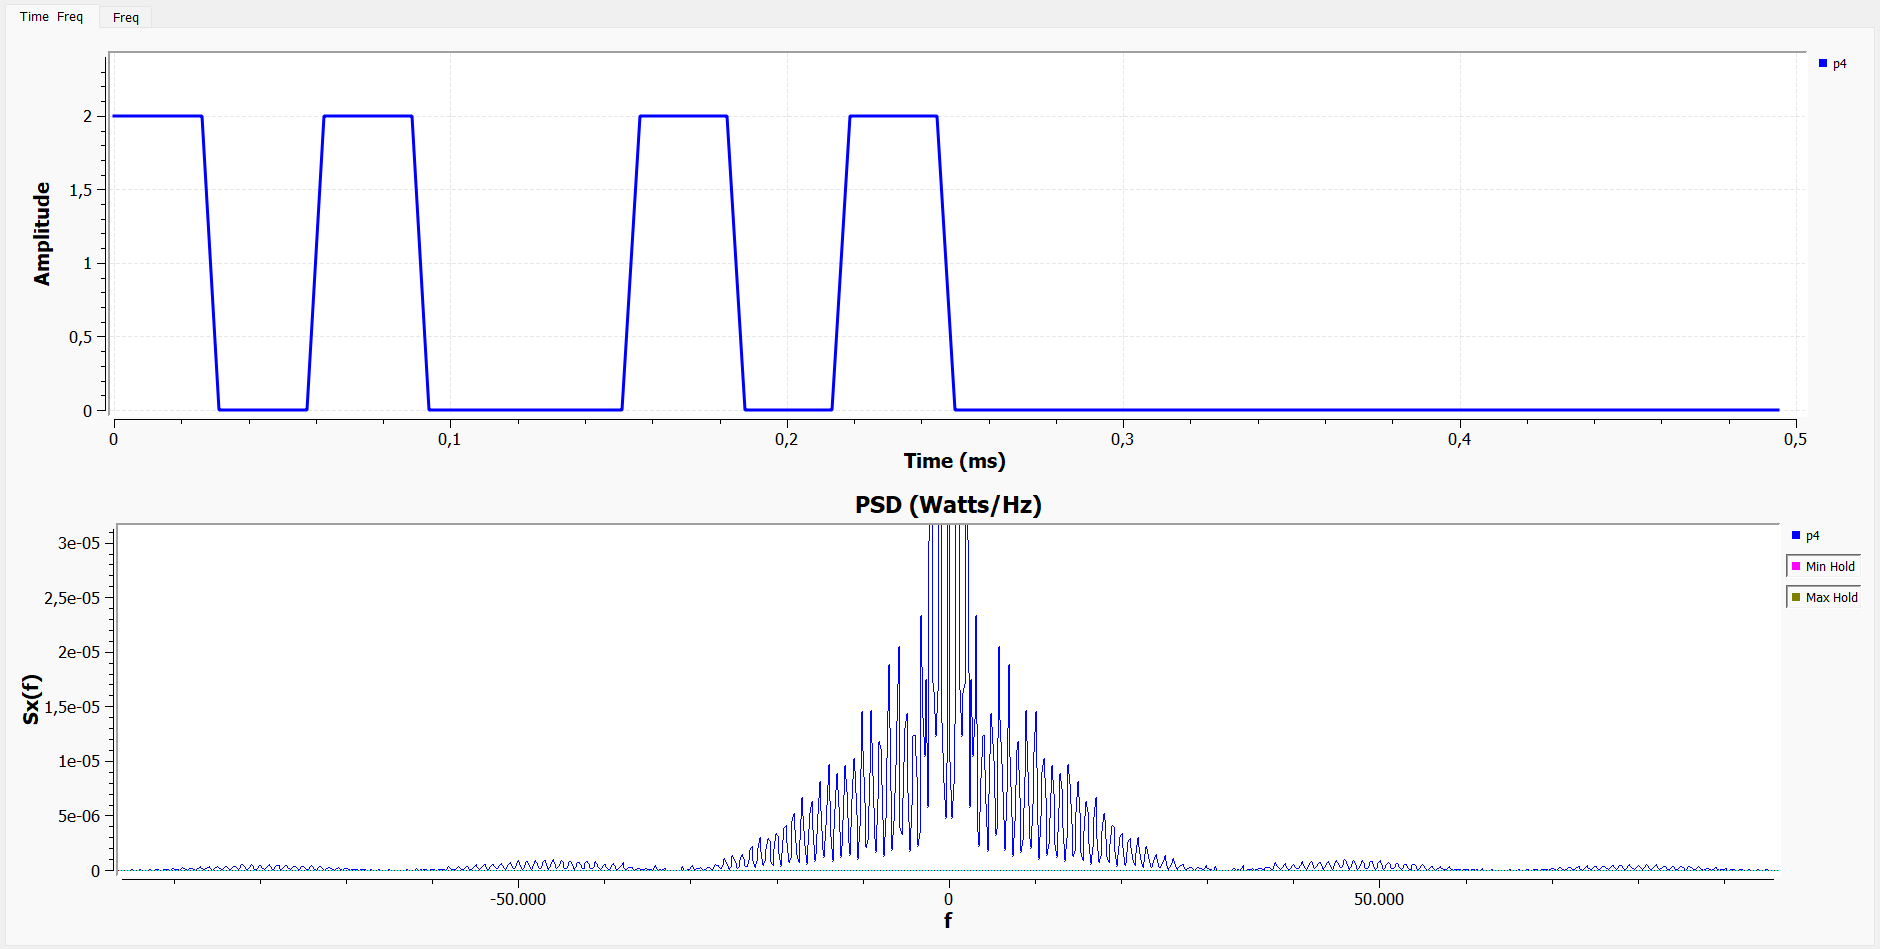 Time Freq
Freq
p4
2
1,5
1
0,5
0
Amplitude
0
0,1
0,2
0,3
0,4
0,5
Time (ms)
PSD (Watts/Hz)
p4
Min Hold
Max Hold
3e-05
2,5e-05
2e-05
1,5e-05
1e-05
5e-06
0
Sx(f)
-50.000
0
50.000
f